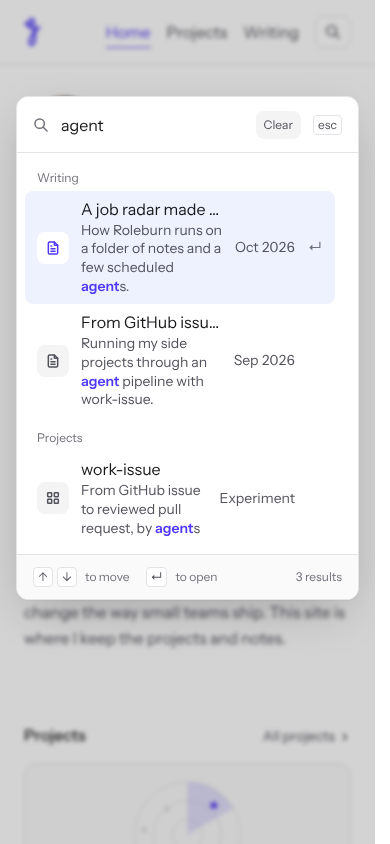 Home Projects Writing
agent Clear esc
Writing
A job radar made ...
How Roleburn runs on
a folder of notes and a
few scheduled
agents.
Oct 2026 ↵
From GitHub issu...
Running my side
projects through an
agent pipeline with
work-issue.
Sep 2026
Projects
work-issue
From GitHub issue
to reviewed pull
request, by agents
Experiment
↑ ↓ to move ↵ to open 3 results
change the way small teams ship. This site is
where I keep the projects and notes.
Projects All projects ›